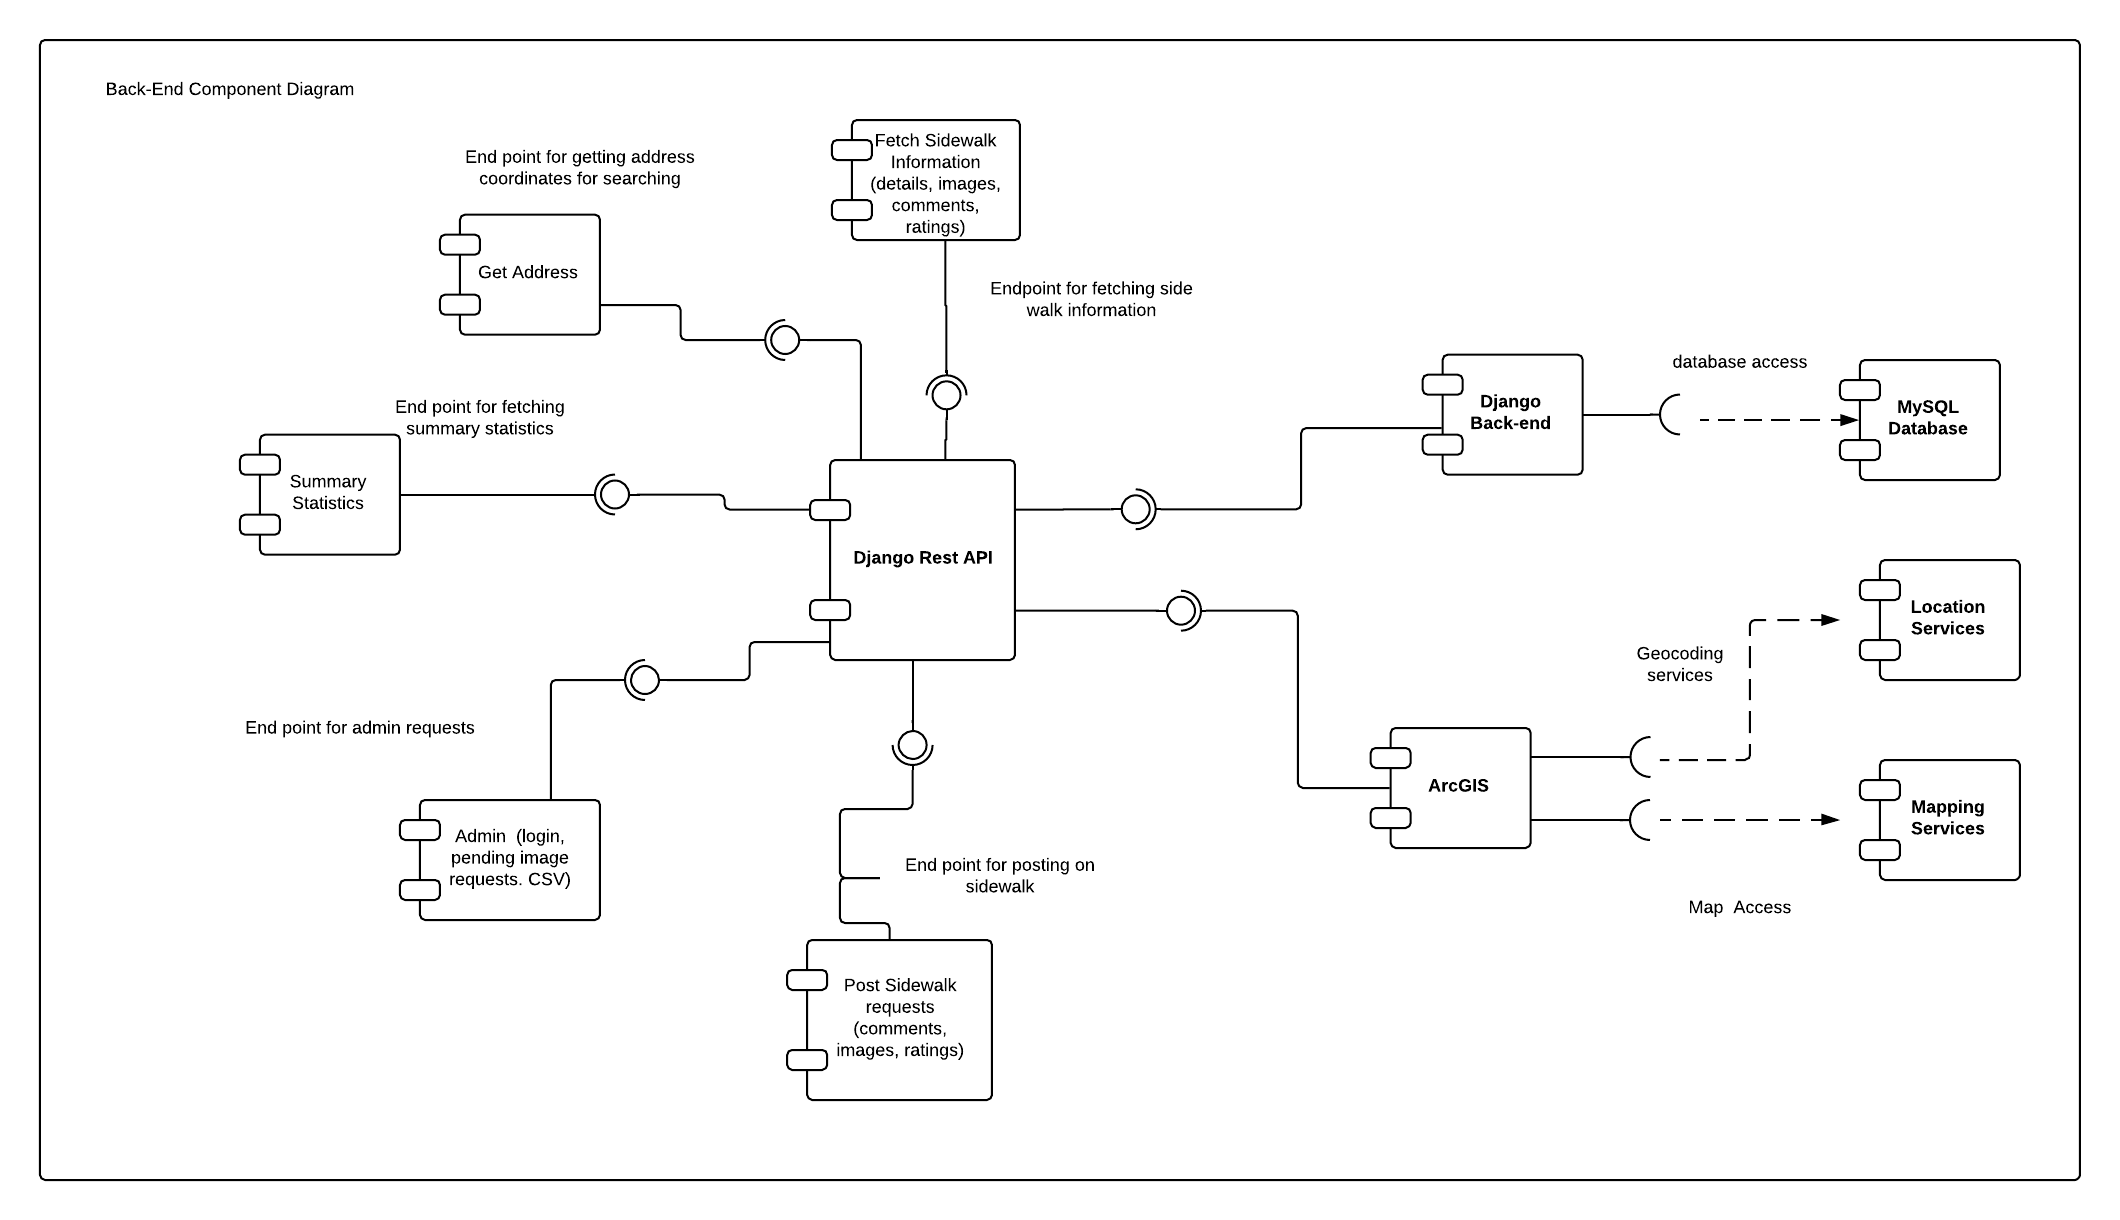 Back-End Component Diagram
End point for getting address
coordinates for searching
Get Address
Fetch Sidewalk
Information
(details, images,
comments,
ratings)
Endpoint for fetching side
walk information
End point for fetching
summary statistics
Summary
Statistics
Django Rest API
Django
Back-end
database access
MySQL
Database
Location
Services
Geocoding
services
ArcGIS
Mapping
Services
Map  Access
End point for admin requests
Admin  (login,
pending image
requests. CSV)
End point for posting on
sidewalk
Post Sidewalk
requests
(comments,
images, ratings)